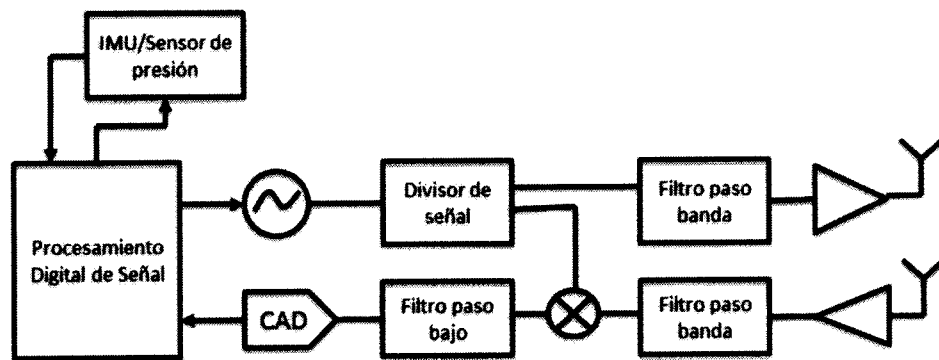 IMU/Sensor de
presión
Procesamiento
Digital de Señal
Divisor de
señal
Filtro paso
banda
CAD
Filtro paso
bajo
Filtro paso
banda